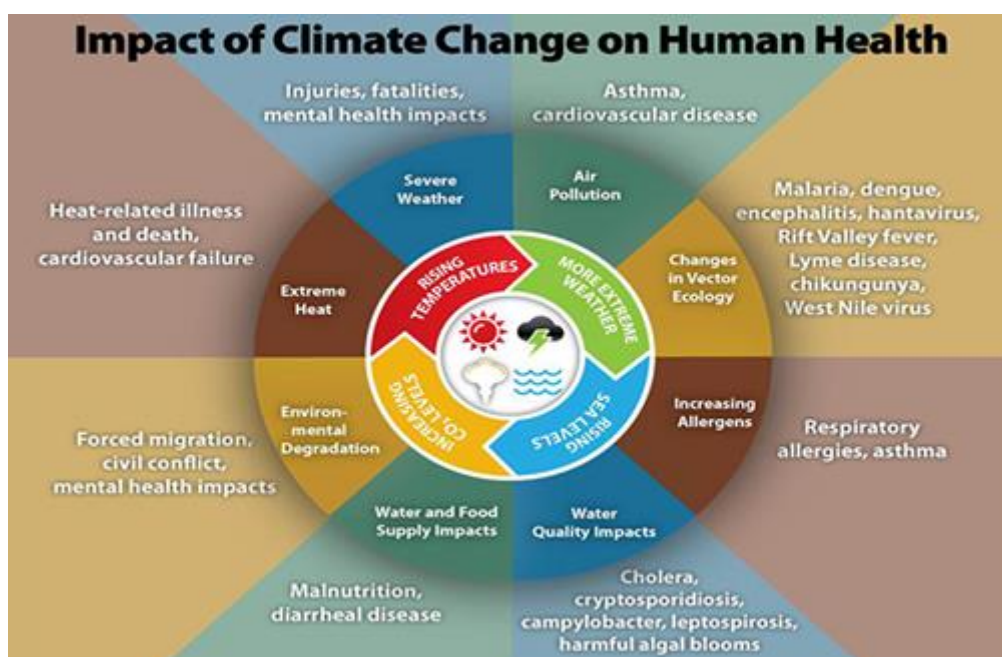 Impact of Climate Change on Human Health
Injuries, fatalities,
mental health impacts
Asthma,
cardiovascular disease
Severe
Weather
Air
Pollution
Heat-related illness
and death,
cardiovascular failure
Malaria, dengue,
encephalitis, hantavirus,
Rift Valley fever,
Lyme disease,
chikungunya,
West Nile virus
Extreme
Heat
Changes
in Vector
Ecology
RISING
TEMPERATURES
MORE EXTREME
WEATHER
INCREASING
CO₂ LEVELS
RISING
SEA LEVELS
Environ-
mental
Degradation
Increasing
Allergens
Forced migration,
civil conflict,
mental health impacts
Respiratory
allergies, asthma
Water and Food
Supply Impacts
Water
Quality Impacts
Malnutrition,
diarrheal disease
Cholera,
cryptosporidiosis,
campylobacter, leptospirosis,
harmful algal blooms